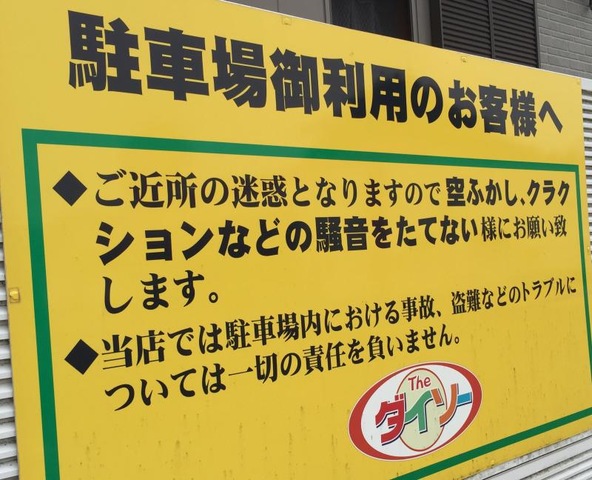 駐車場御利用のお客様へ
◆ご近所の迷惑となりますので空ふかし、クラク
ションなどの騒音をたてない様にお願い致
します。
◆当店では駐車場内における事故、盗難などのトラブルに
ついては一切の責任を負いません。
The
ダイソー